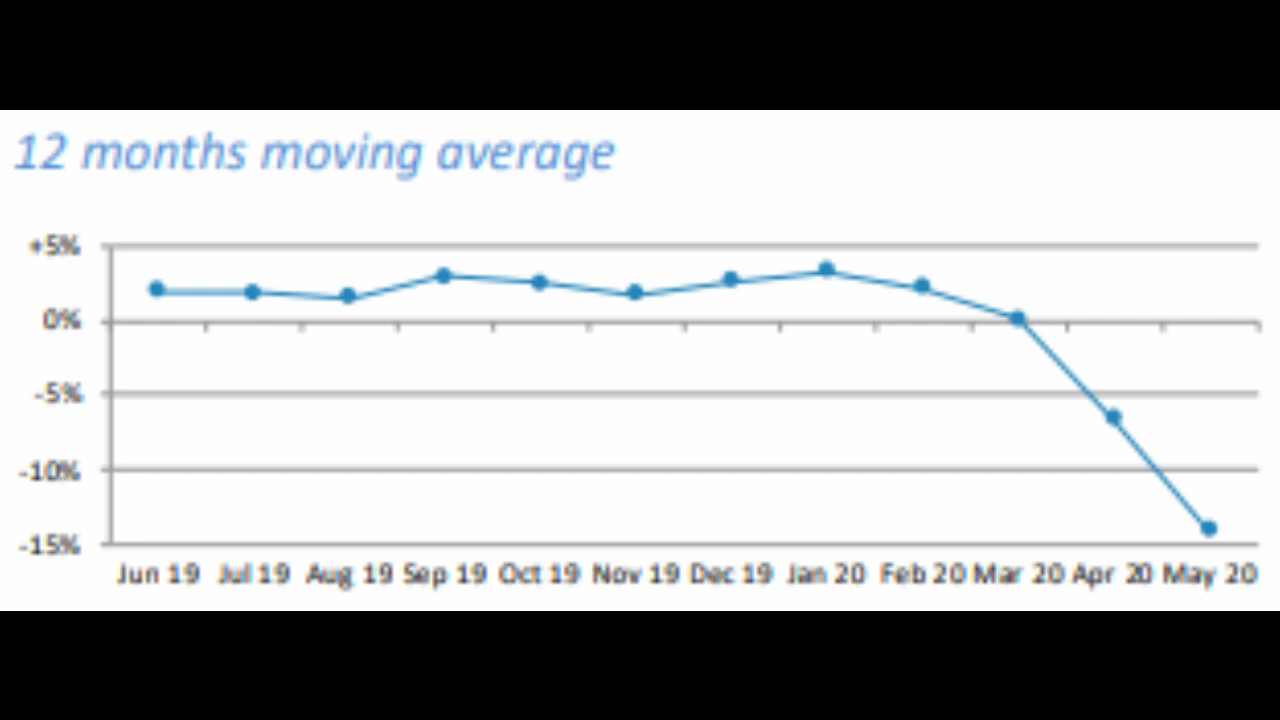 12 months moving average
+5%
0%
-5%
-10%
-15%
Jun 19 Jul 19 Aug 19 Sep 19 Oct 19 Nov 19 Dec 19 Jan 20 Feb 20 Mar 20 Apr 20 May 20